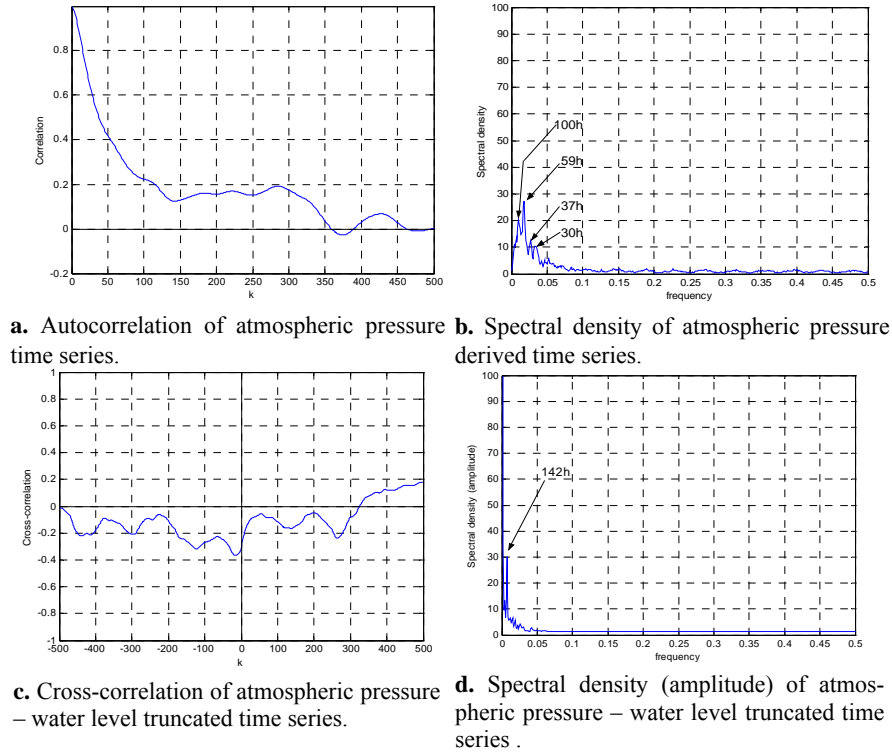 0.8
0.6
0.4
0.2
0
-0.2
Correlation
0 50 100 150 200 250 300 350 400 450 500
k
100
90
80
70
60
50
40
30
20
10
0
Spectral density
100h
59h
37h
30h
0 0.05 0.1 0.15 0.2 0.25 0.3 0.35 0.4 0.45 0.5
frequency
a. Autocorrelation of atmospheric pressure
time series.
b. Spectral density of atmospheric pressure
derived time series.
1
0.8
0.6
0.4
0.2
0
-0.2
-0.4
-0.6
-0.8
-1
Cross-correlation
-500 -400 -300 -200 -100 0 100 200 300 400 500
k
100
90
80
70
60
50
40
30
20
10
0
Spectral density (amplitude)
142h
0 0.05 0.1 0.15 0.2 0.25 0.3 0.35 0.4 0.45 0.5
frequency
c. Cross-correlation of atmospheric pressure
– water level truncated time series.
d. Spectral density (amplitude) of atmos-
pheric pressure – water level truncated time
series .